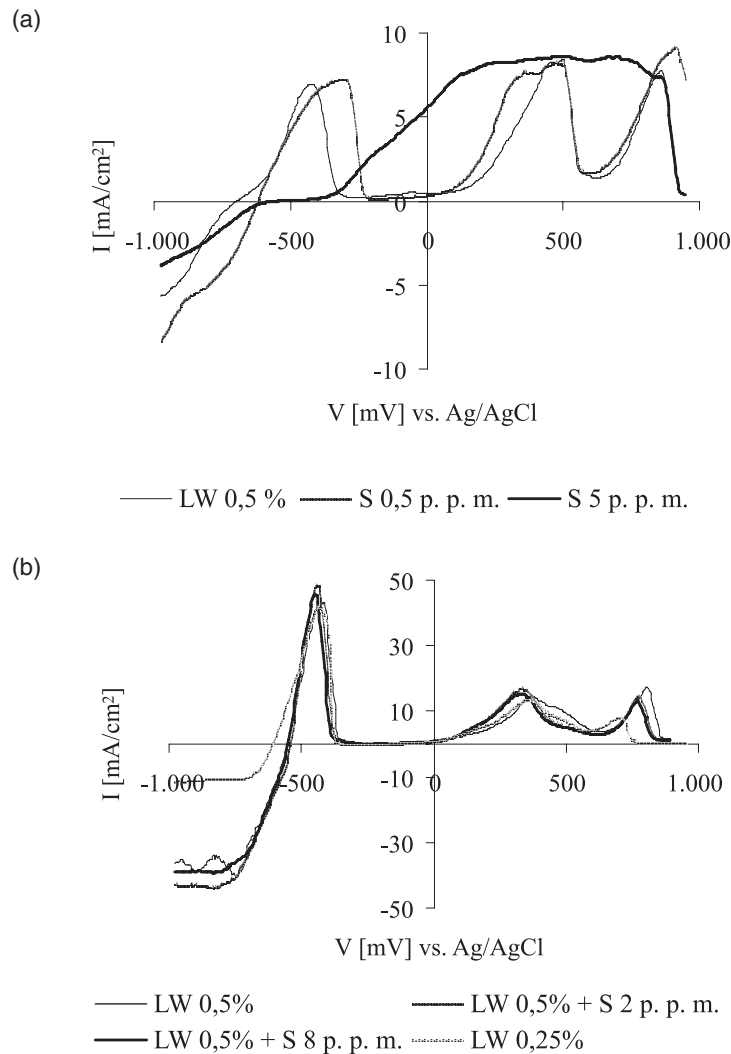 (a)
10
5
0
-5
-10
-1.000
-500
0
500
1.000
I [mA/cm²]
V [mV] vs. Ag/AgCl
LW 0,5 % S 0,5 p. p. m. S 5 p. p. m.
(b)
50
30
10
-10
-30
-50
-1.000
-500
0
500
1.000
I [mA/cm²]
V [mV] vs. Ag/AgCl
LW 0,5% LW 0,5% + S 2 p. p. m.
LW 0,5% + S 8 p. p. m. LW 0,25%